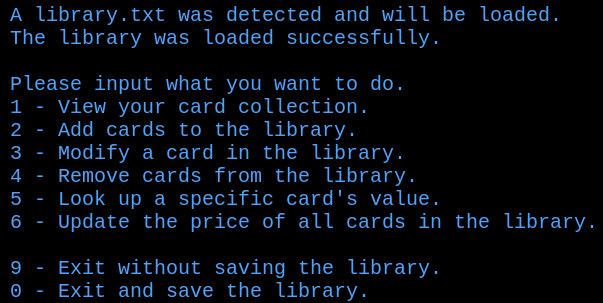 A library.txt was detected and will be loaded.
The library was loaded successfully.

Please input what you want to do.
1 - View your card collection.
2 - Add cards to the library.
3 - Modify a card in the library.
4 - Remove cards from the library.
5 - Look up a specific card's value.
6 - Update the price of all cards in the library.

9 - Exit without saving the library.
0 - Exit and save the library.